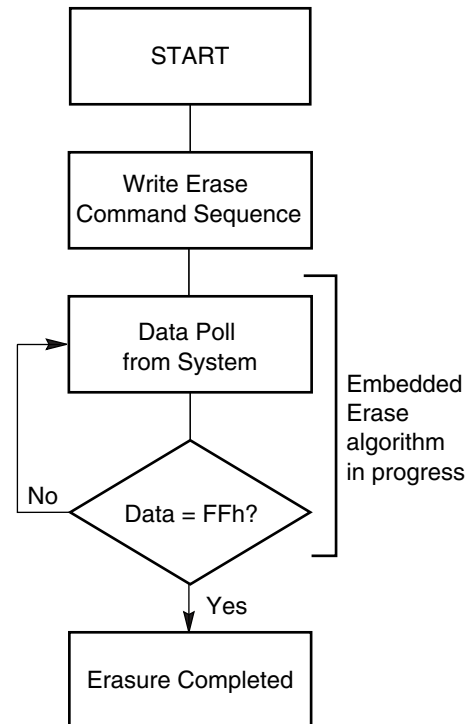 START
Write Erase
Command Sequence
Data Poll
from System
Embedded
Erase
algorithm
in progress
No
Data = FFh?
Yes
Erasure Completed